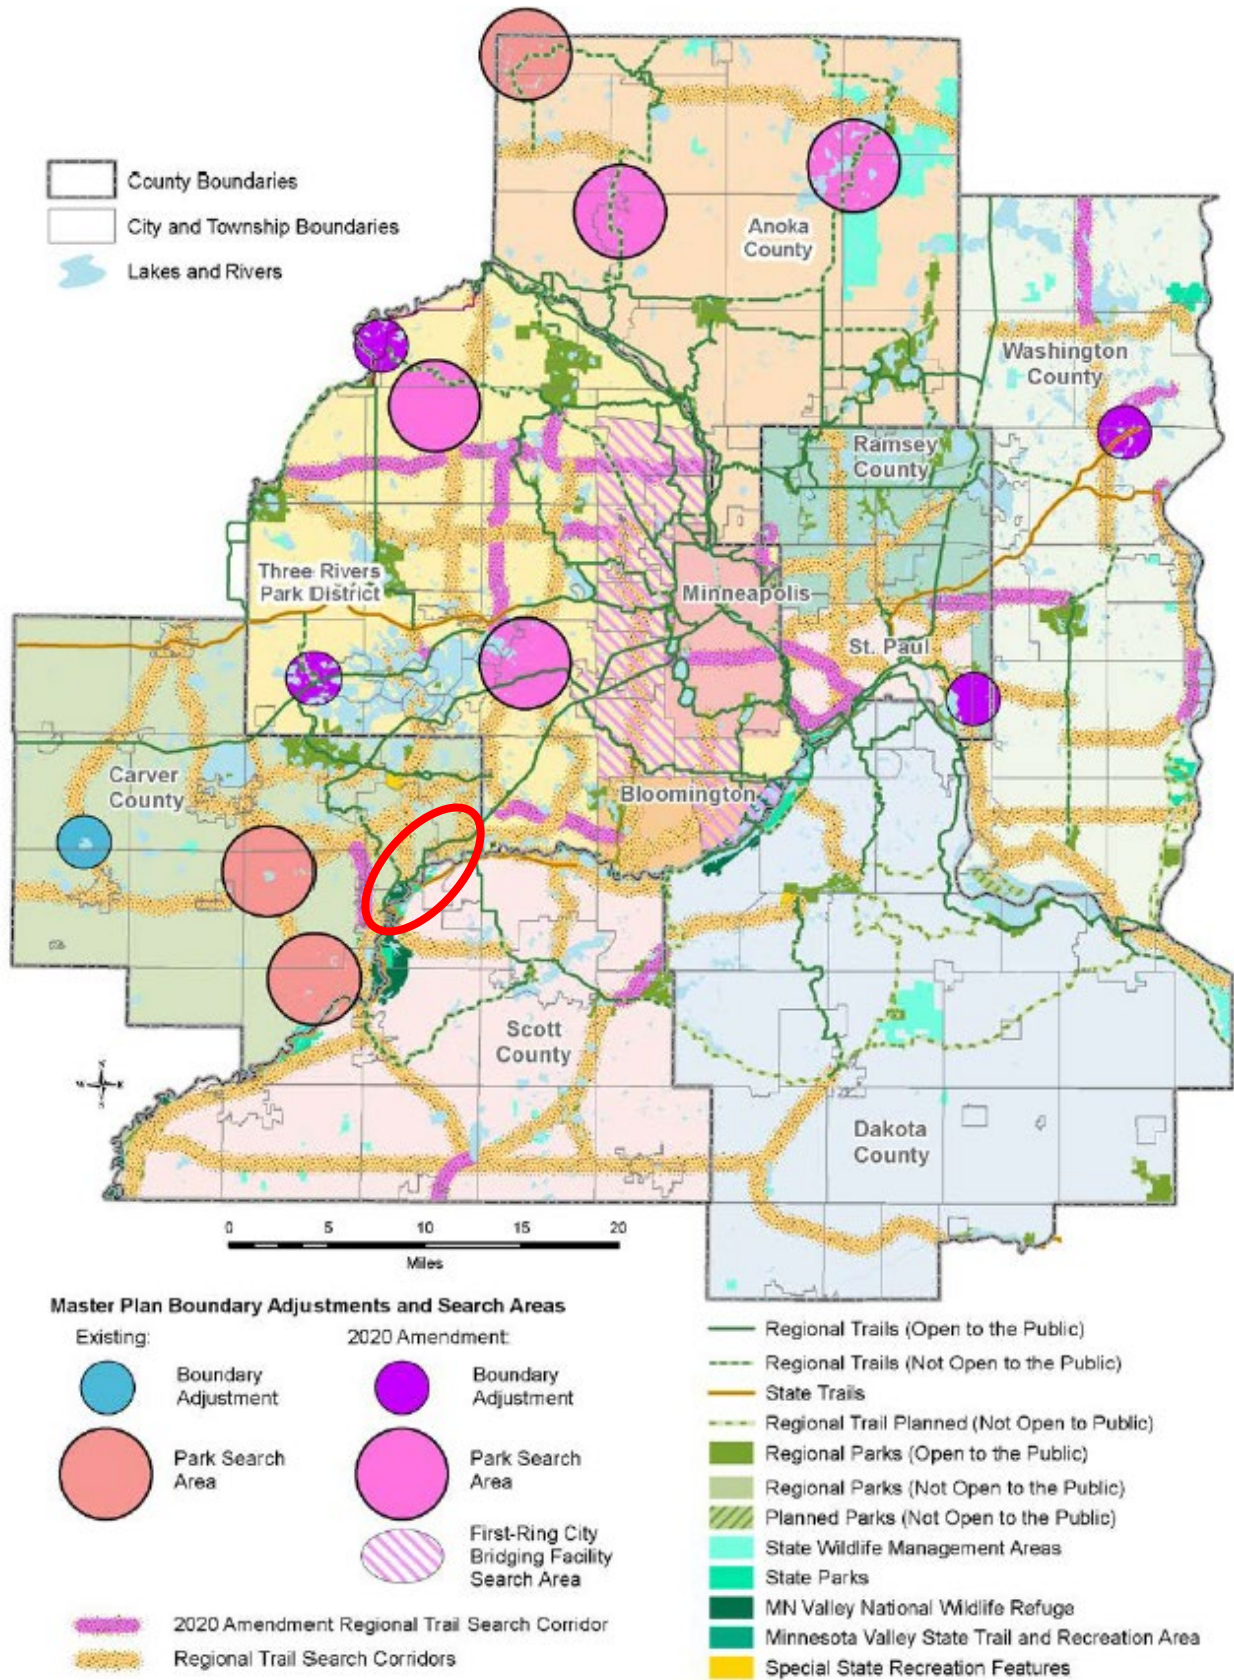 County Boundaries
City and Township Boundaries
Lakes and Rivers
Anoka
County
Washington
County
Ramsey
County
Three Rivers
Park District
Minneapolis
St. Paul
Carver
County
Bloomington
Scott
County
Dakota
County
0 5 10 15 20
Miles
Master Plan Boundary Adjustments and Search Areas
Existing:
Boundary
Adjustment
Park Search
Area
2020 Amendment:
Boundary
Adjustment
Park Search
Area
First-Ring City
Bridging Facility
Search Area
2020 Amendment Regional Trail Search Corridor
Regional Trail Search Corridors
Regional Trails (Open to the Public)
Regional Trails (Not Open to the Public)
State Trails
Regional Trail Planned (Not Open to Public)
Regional Parks (Open to the Public)
Regional Parks (Not Open to the Public)
Planned Parks (Not Open to the Public)
State Wildlife Management Areas
State Parks
MN Valley National Wildlife Refuge
Minnesota Valley State Trail and Recreation Area
Special State Recreation Features